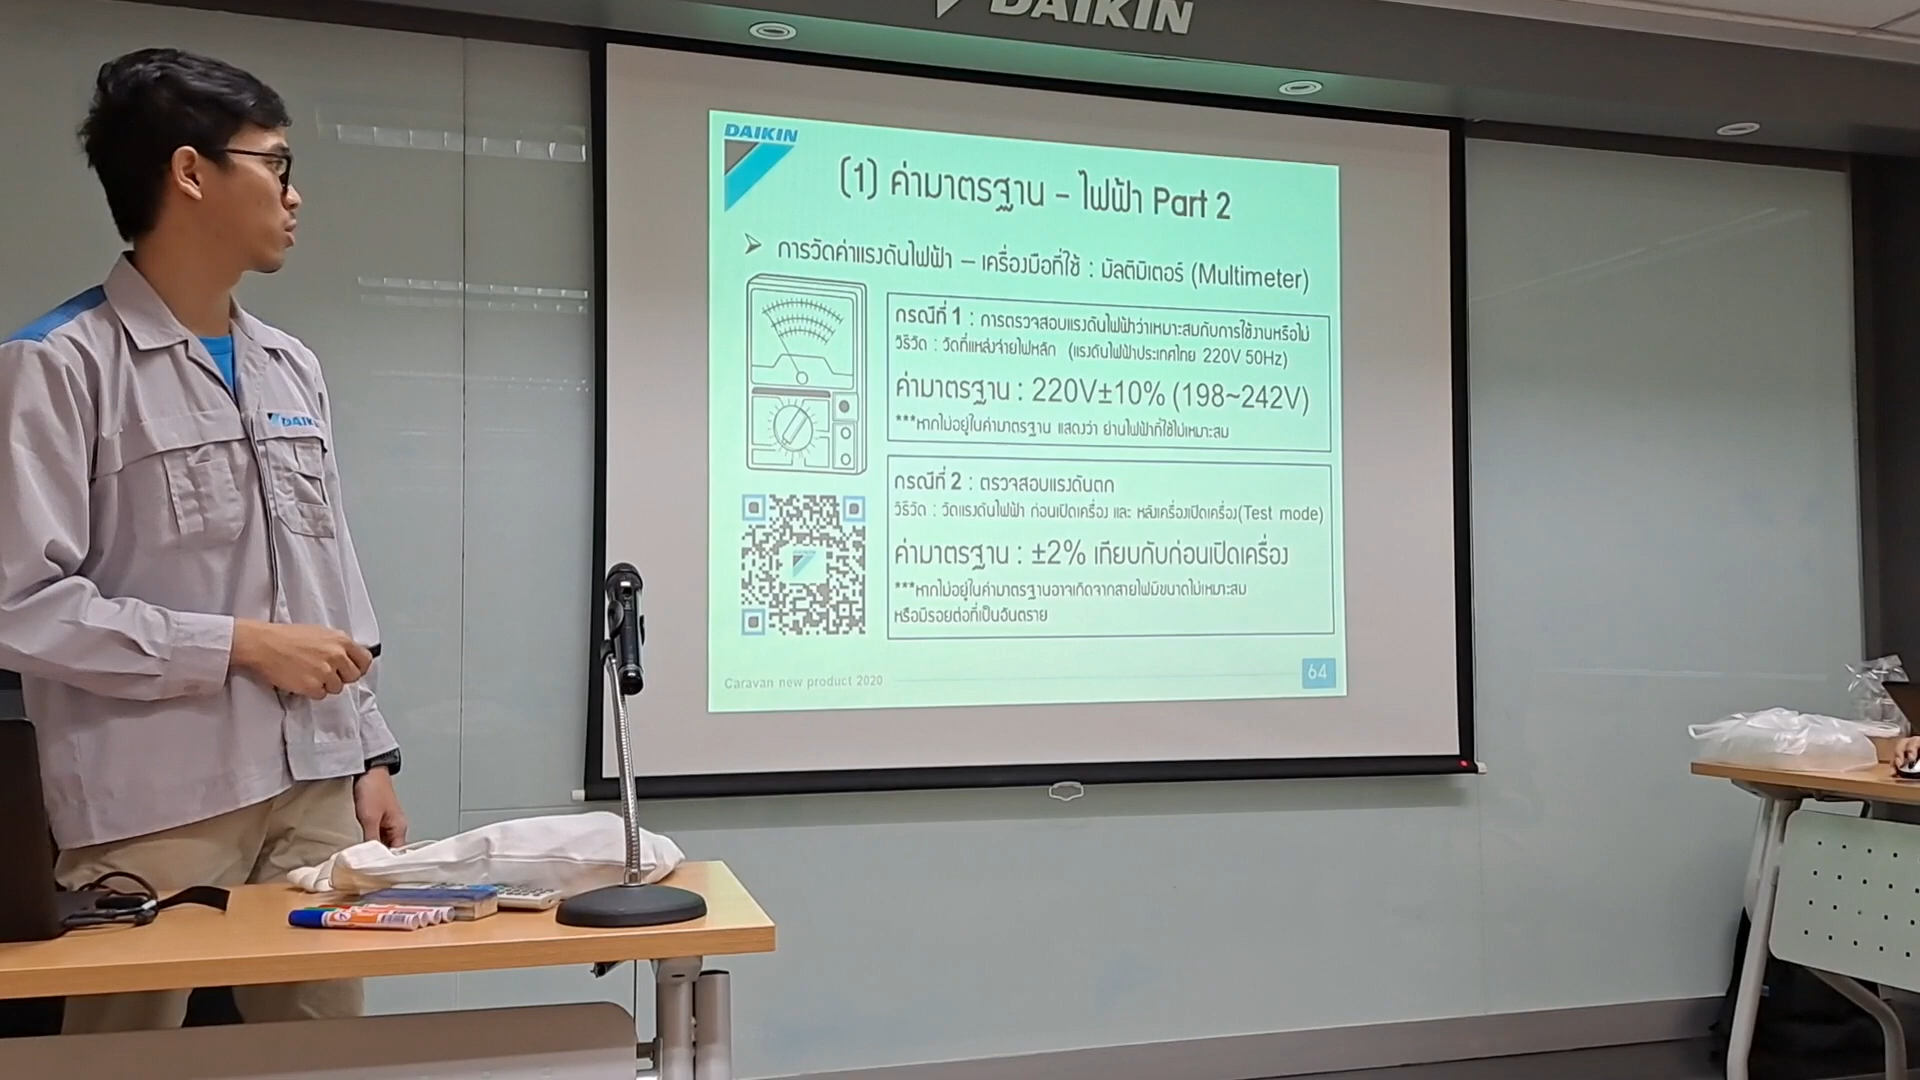 DAIKIN
DAIKIN
(1) ค่ามาตรฐาน – ไฟฟ้า Part 2
➤ การวัดค่าแรงดันไฟฟ้า – เครื่องมือที่ใช้ : มัลติมิเตอร์ (Multimeter)
กรณีที่ 1 : การตรวจสอบแรงดันไฟฟ้าว่าเหมาะสมกับการใช้งานหรือไม่
วิธีวัด : วัดที่แหล่งจ่ายไฟหลัก (แรงดันไฟฟ้าประเทศไทย 220V 50Hz)
ค่ามาตรฐาน : 220V±10% (198~242V)
***หากไม่อยู่ในค่ามาตรฐาน แสดงว่า ย่านไฟฟ้าที่ใช้ไม่เหมาะสม
กรณีที่ 2 : ตรวจสอบแรงดันตก
วิธีวัด : วัดแรงดันไฟฟ้า ก่อนเปิดเครื่อง และ หลังเครื่องเปิดเครื่อง(Test mode)
ค่ามาตรฐาน : ±2% เทียบกับก่อนเปิดเครื่อง
***หากไม่อยู่ในค่ามาตรฐานอาจเกิดจากสายไฟมีขนาดไม่เหมาะสม
หรือมีรอยต่อที่เป็นอันตราย
Caravan new product 2020
64
DAIK